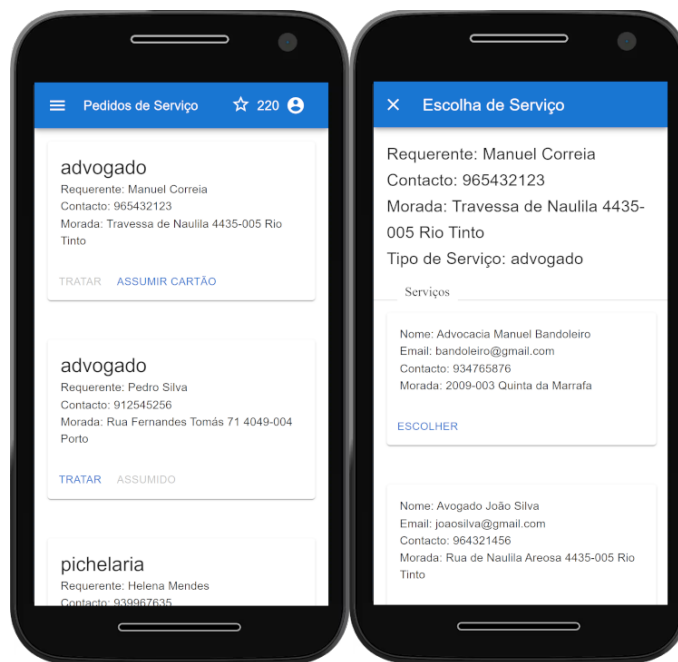 Pedidos de Serviço 220
advogado
Requerente: Manuel Correia
Contacto: 965432123
Morada: Travessa de Naulila 4435-005 Rio
Tinto
TRATAR ASSUMIR CARTÃO
advogado
Requerente: Pedro Silva
Contacto: 912545256
Morada: Rua Fernandes Tomás 71 4049-004
Porto
TRATAR ASSUMIDO
pichelaria
Requerente: Helena Mendes
Contacto: 939967635
Escolha de Serviço
Requerente: Manuel Correia
Contacto: 965432123
Morada: Travessa de Naulila 4435-
005 Rio Tinto
Tipo de Serviço: advogado
Serviços
Nome: Advocacia Manuel Bandoleiro
Email: bandoleiro@gmail.com
Contacto: 934765876
Morada: 2009-003 Quinta da Marrafa
ESCOLHER
Nome: Avogado João Silva
Email: joaosilva@gmail.com
Contacto: 964321456
Morada: Rua de Naulila Areosa 4435-005 Rio
Tinto